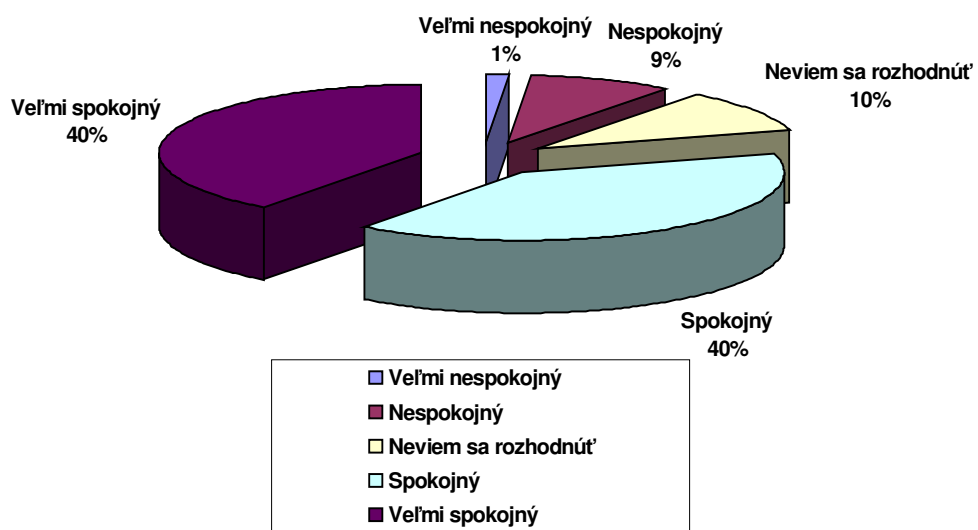 Veľmi nespokojný
1%
Nespokojný
9%
Neviem sa rozhodnúť
10%
Veľmi spokojný
40%
Spokojný
40%
Veľmi nespokojný
Nespokojný
Neviem sa rozhodnúť
Spokojný
Veľmi spokojný